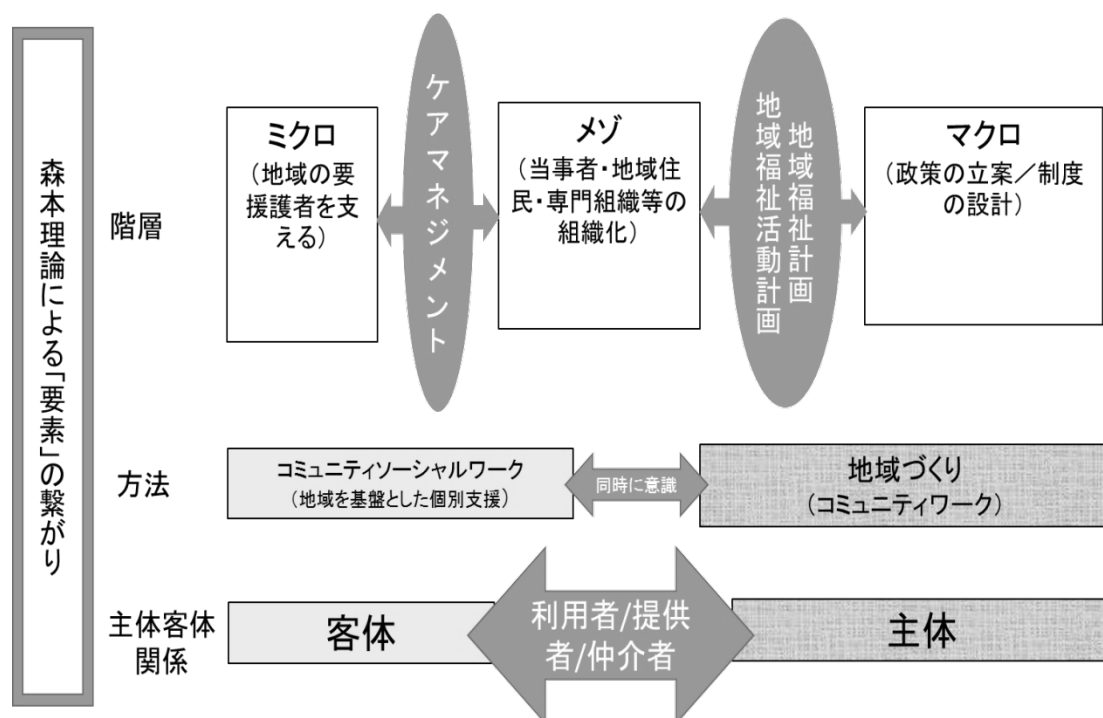 森本理論による「要素」の繋がり
階層
ミクロ
（地域の要
援護者を支
える）
ケアマネジメント
メゾ
（当事者・地域住
民・専門組織等の
組織化）
地域福祉計画
地域福祉活動計画
マクロ
（政策の立案／制度
の設計）
方法
コミュニティソーシャルワーク
（地域を基盤とした個別支援）
同時に意識
地域づくり
（コミュニティワーク）
主体客体
関係
客体
利用者/提供
者/仲介者
主体